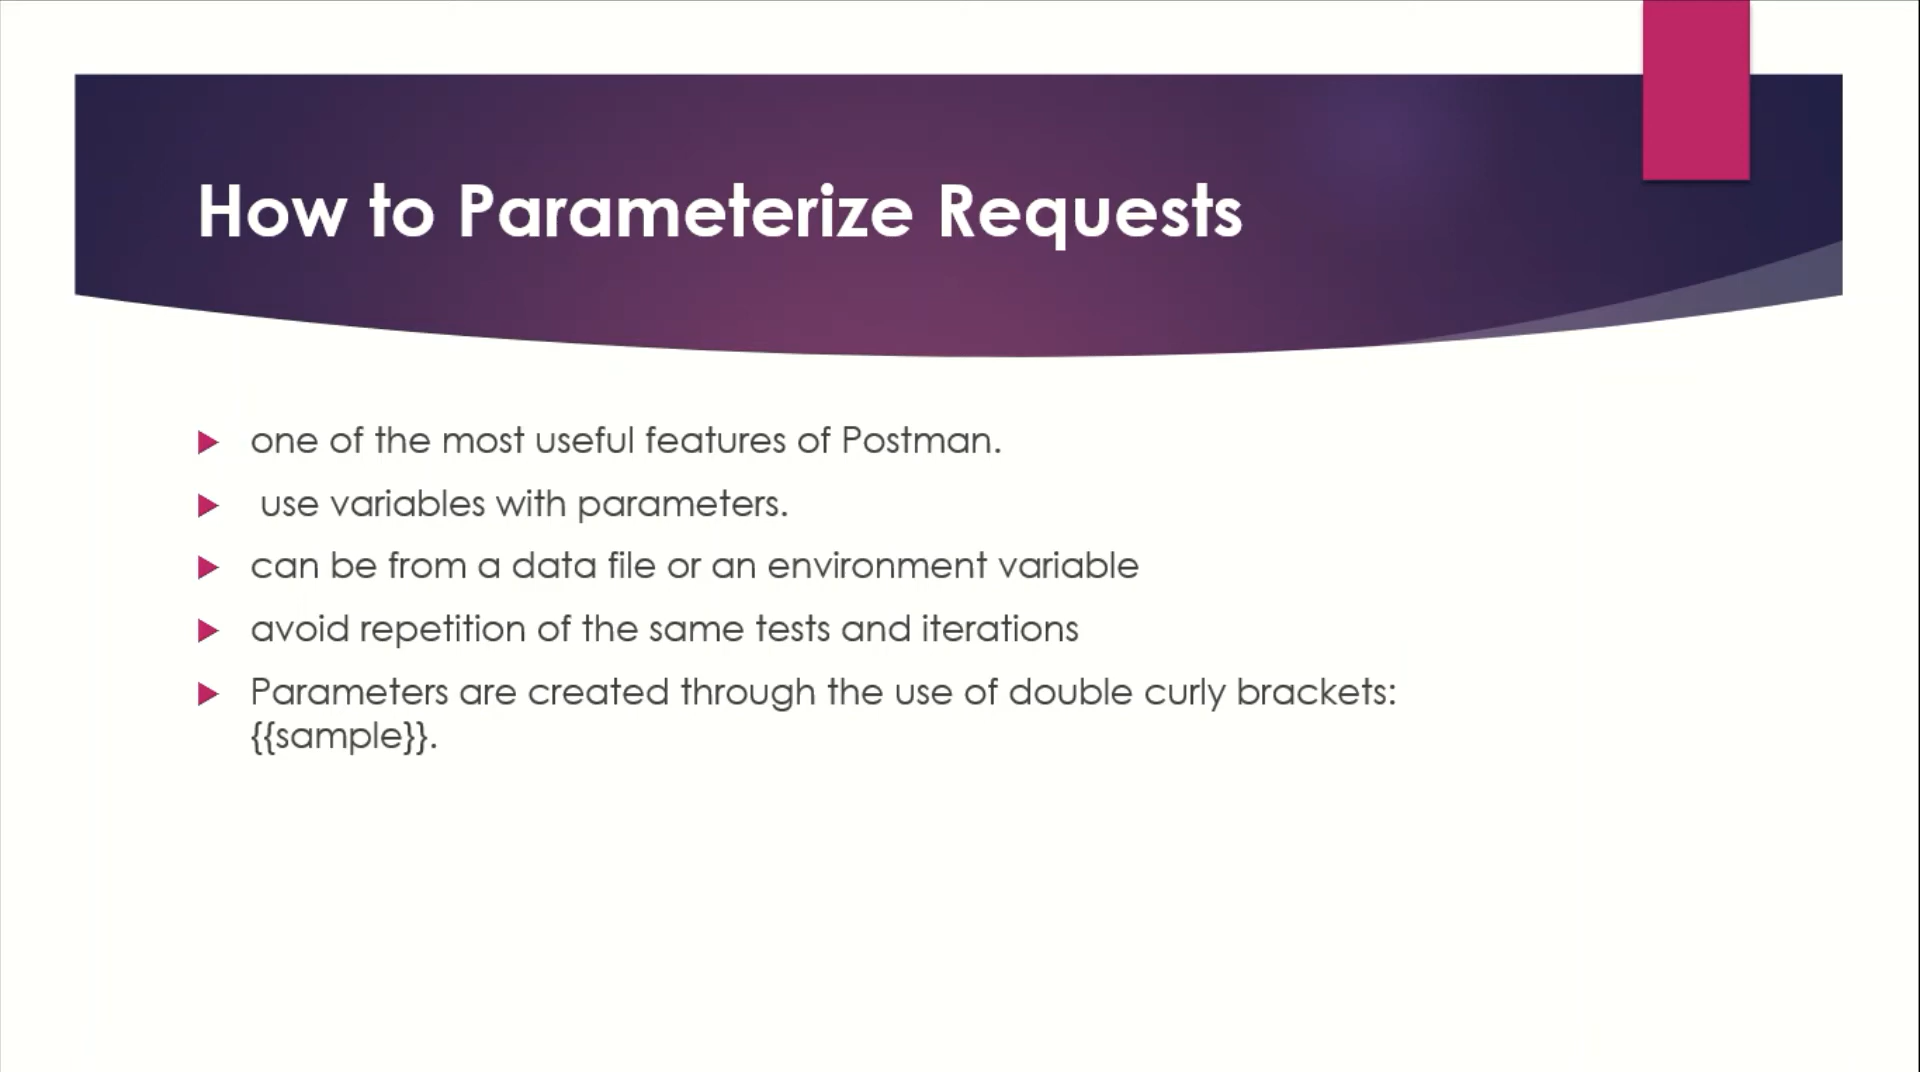 How to Parameterize Requests
one of the most useful features of Postman.
use variables with parameters.
can be from a data file or an environment variable
avoid repetition of the same tests and iterations
Parameters are created through the use of double curly brackets:
{{sample}}.